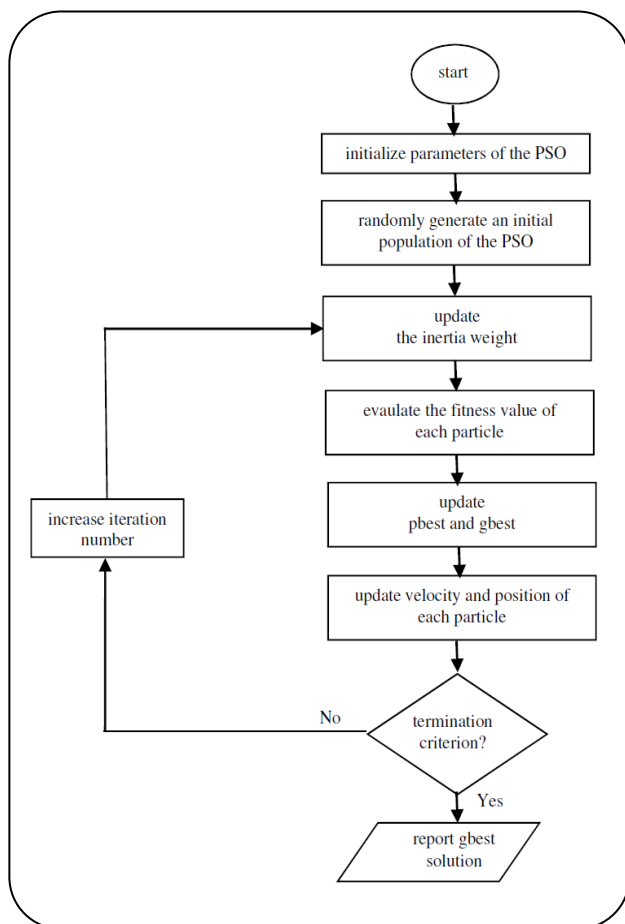 start
initialize parameters of the PSO
randomly generate an initial
population of the PSO
update
the inertia weight
evaulate the fitness value of
each particle
update
pbest and gbest
increase iteration
number
update velocity and position of
each particle
No
termination
criterion?
Yes
report gbest
solution